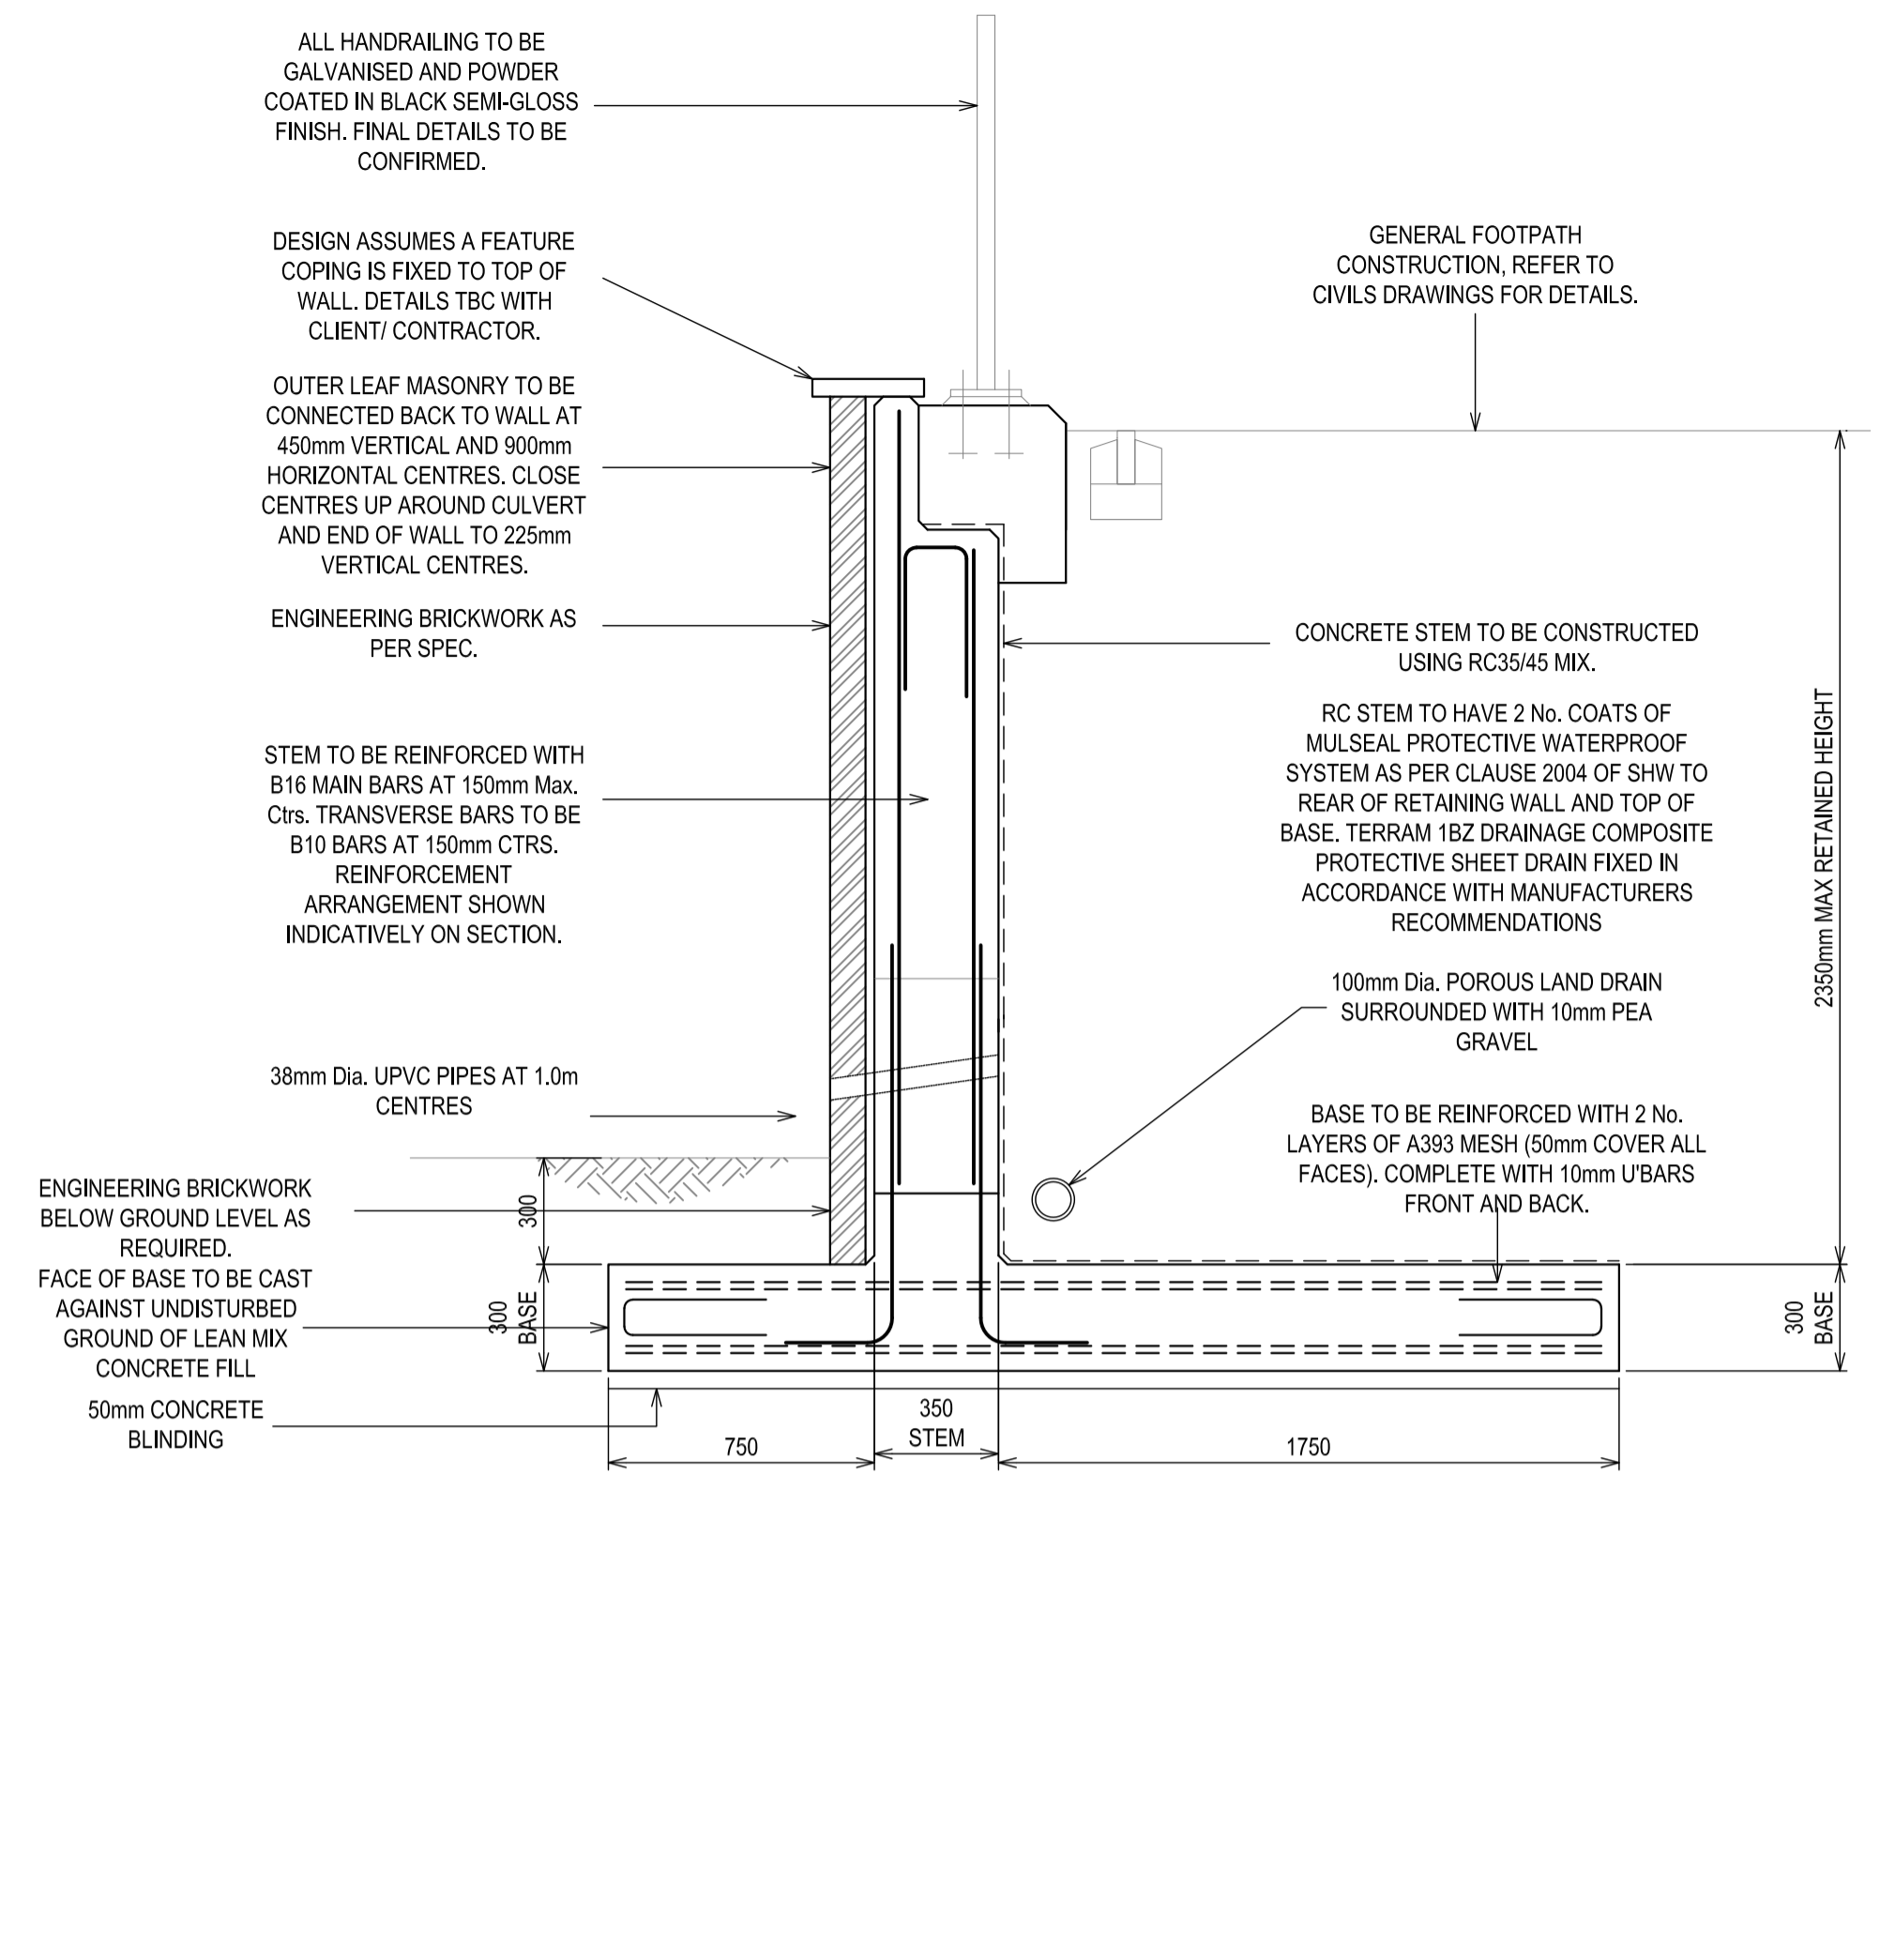 ALL HANDRAILING TO BE
GALVANISED AND POWDER
COATED IN BLACK SEMI-GLOSS
FINISH. FINAL DETAILS TO BE
CONFIRMED.
DESIGN ASSUMES A FEATURE
COPING IS FIXED TO TOP OF
WALL. DETAILS TBC WITH
CLIENT/ CONTRACTOR.
OUTER LEAF MASONRY TO BE
CONNECTED BACK TO WALL AT
450mm VERTICAL AND 900mm
HORIZONTAL CENTRES. CLOSE
CENTRES UP AROUND CULVERT
AND END OF WALL TO 225mm
VERTICAL CENTRES.
ENGINEERING BRICKWORK AS
PER SPEC.
STEM TO BE REINFORCED WITH
B16 MAIN BARS AT 150mm Max.
Ctrs. TRANSVERSE BARS TO BE
B10 BARS AT 150mm CTRS.
REINFORCEMENT
ARRANGEMENT SHOWN
INDICATIVELY ON SECTION.
38mm Dia. UPVC PIPES AT 1.0m
CENTRES
ENGINEERING BRICKWORK
BELOW GROUND LEVEL AS
REQUIRED.
FACE OF BASE TO BE CAST
AGAINST UNDISTURBED
GROUND OF LEAN MIX
CONCRETE FILL
50mm CONCRETE
BLINDING
300
300
BASE
750
350
STEM
1750
GENERAL FOOTPATH
CONSTRUCTION, REFER TO
CIVILS DRAWINGS FOR DETAILS.
CONCRETE STEM TO BE CONSTRUCTED
USING RC35/45 MIX.
RC STEM TO HAVE 2 No. COATS OF
MULSEAL PROTECTIVE WATERPROOF
SYSTEM AS PER CLAUSE 2004 OF SHW TO
REAR OF RETAINING WALL AND TOP OF
BASE. TERRAM 1BZ DRAINAGE COMPOSITE
PROTECTIVE SHEET DRAIN FIXED IN
ACCORDANCE WITH MANUFACTURERS
RECOMMENDATIONS
100mm Dia. POROUS LAND DRAIN
SURROUNDED WITH 10mm PEA
GRAVEL
BASE TO BE REINFORCED WITH 2 No.
LAYERS OF A393 MESH (50mm COVER ALL
FACES). COMPLETE WITH 10mm U'BARS
FRONT AND BACK.
2350mm MAX RETAINED HEIGHT
300
BASE